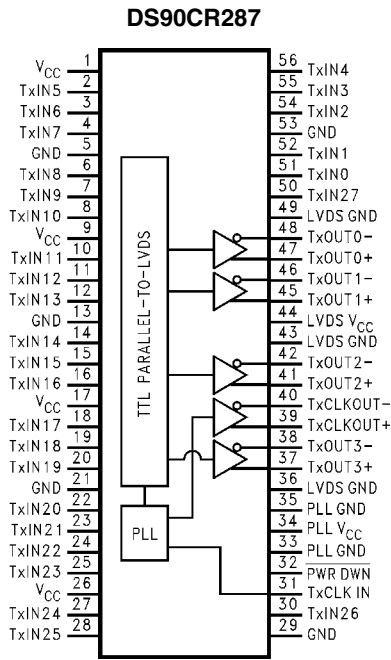 DS90CR287
VCC 1
TxIN5 2
TxIN6 3
TxIN7 4
GND 5
TxIN8 6
TxIN9 7
TxIN10 8
VCC 9
TxIN11 10
TxIN12 11
TxIN13 12
GND 13
TxIN14 14
TxIN15 15
TxIN16 16
VCC 17
TxIN17 18
TxIN18 19
TxIN19 20
GND 21
TxIN20 22
TxIN21 23
TxIN22 24
TxIN23 25
VCC 26
TxIN24 27
TxIN25 28
TTL PARALLEL-TO-LVDS
PLL
56 TxIN4
55 TxIN3
54 TxIN2
53 GND
52 TxIN1
51 TxIN0
50 TxIN27
49 LVDS GND
48 TxOUT0-
47 TxOUT0+
46 TxOUT1-
45 TxOUT1+
44 LVDS VCC
43 LVDS GND
42 TxOUT2-
41 TxOUT2+
40 TxCLKOUT-
39 TxCLKOUT+
38 TxOUT3-
37 TxOUT3+
36 LVDS GND
35 PLL GND
34 PLL VCC
33 PLL GND
32 PWR DWN
31 TxCLK IN
30 TxIN26
29 GND